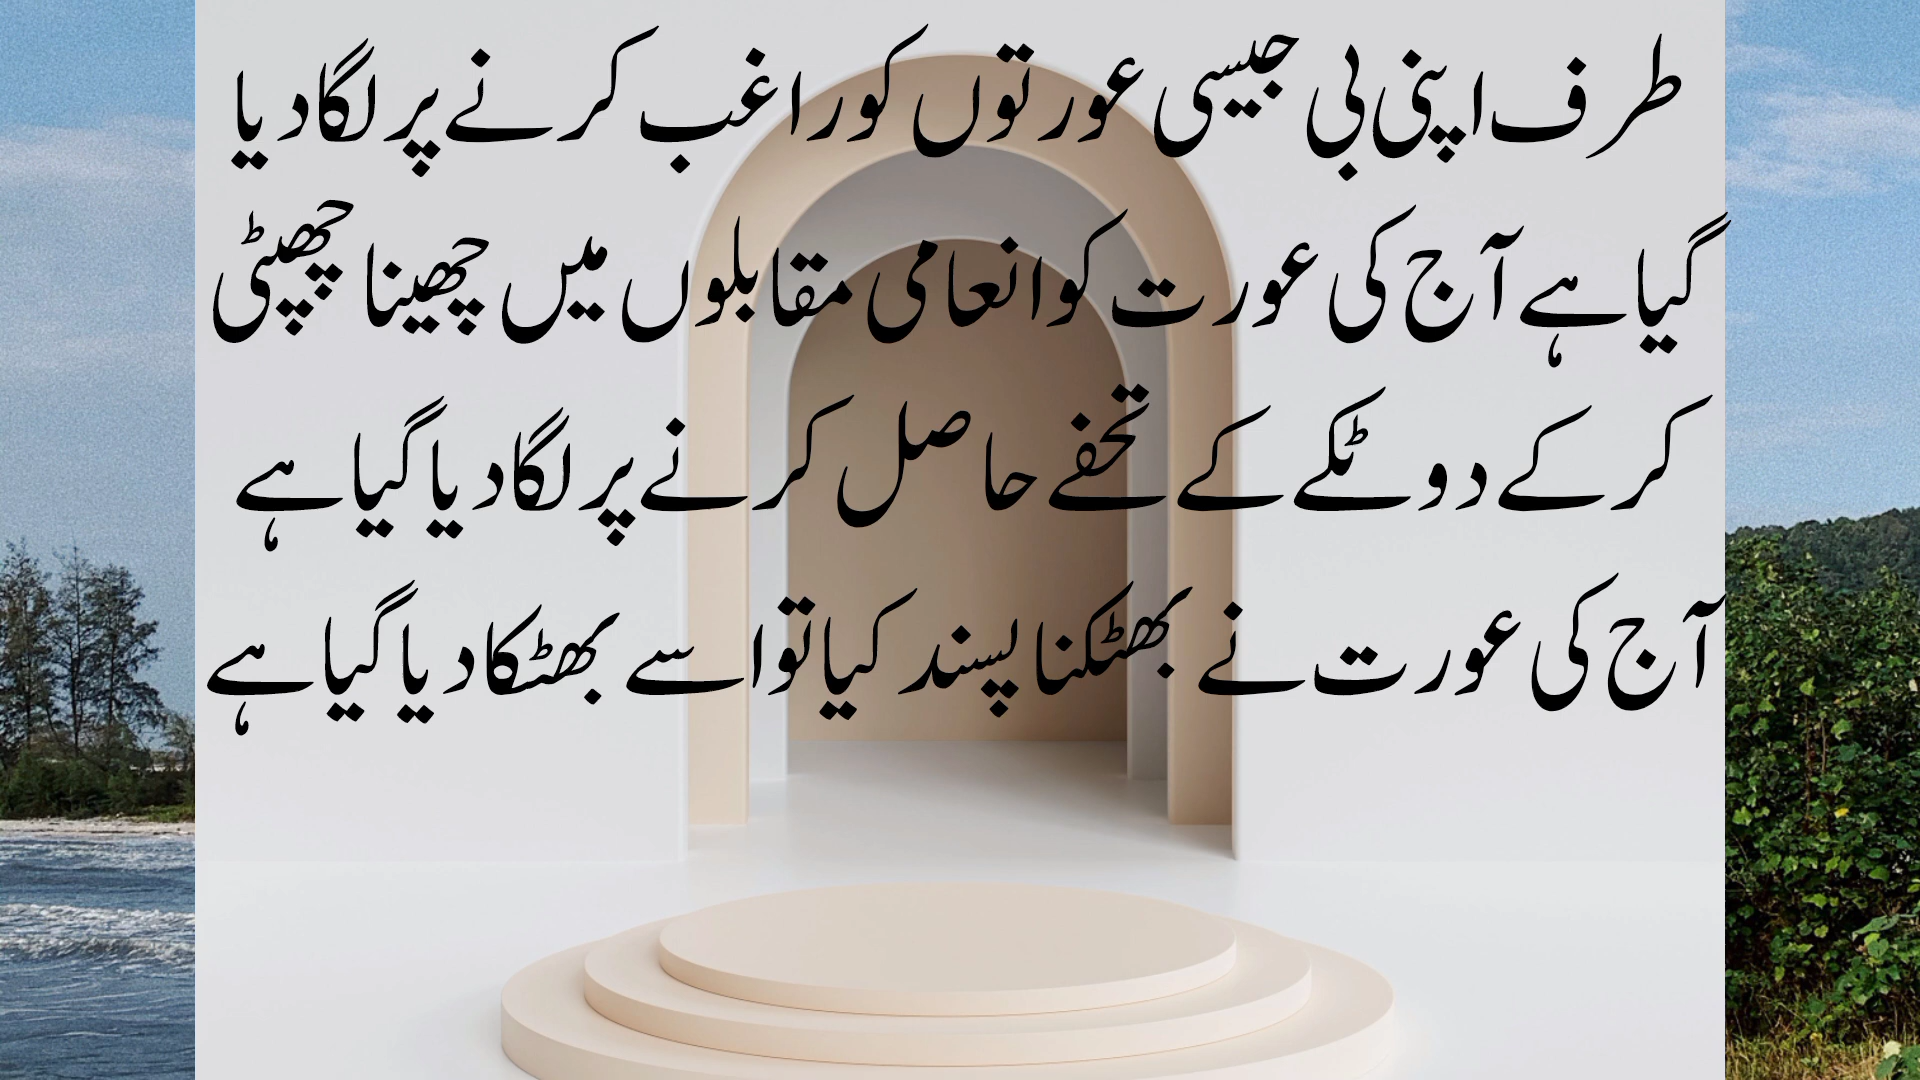 طرف اپنی بی جیسی عورتوں کو راغب کرنے پر لگا دیا
گیا ہے آج کی عورت کو انعامی مقابلوں میں چھینا چھپٹی
کر کے دو ٹکے کے تحفے حاصل کرنے پر لگا دیا گیا ہے
آج کی عورت نے بھٹکنا پسند کیا تو اسے بھٹکا دیا گیا ہے